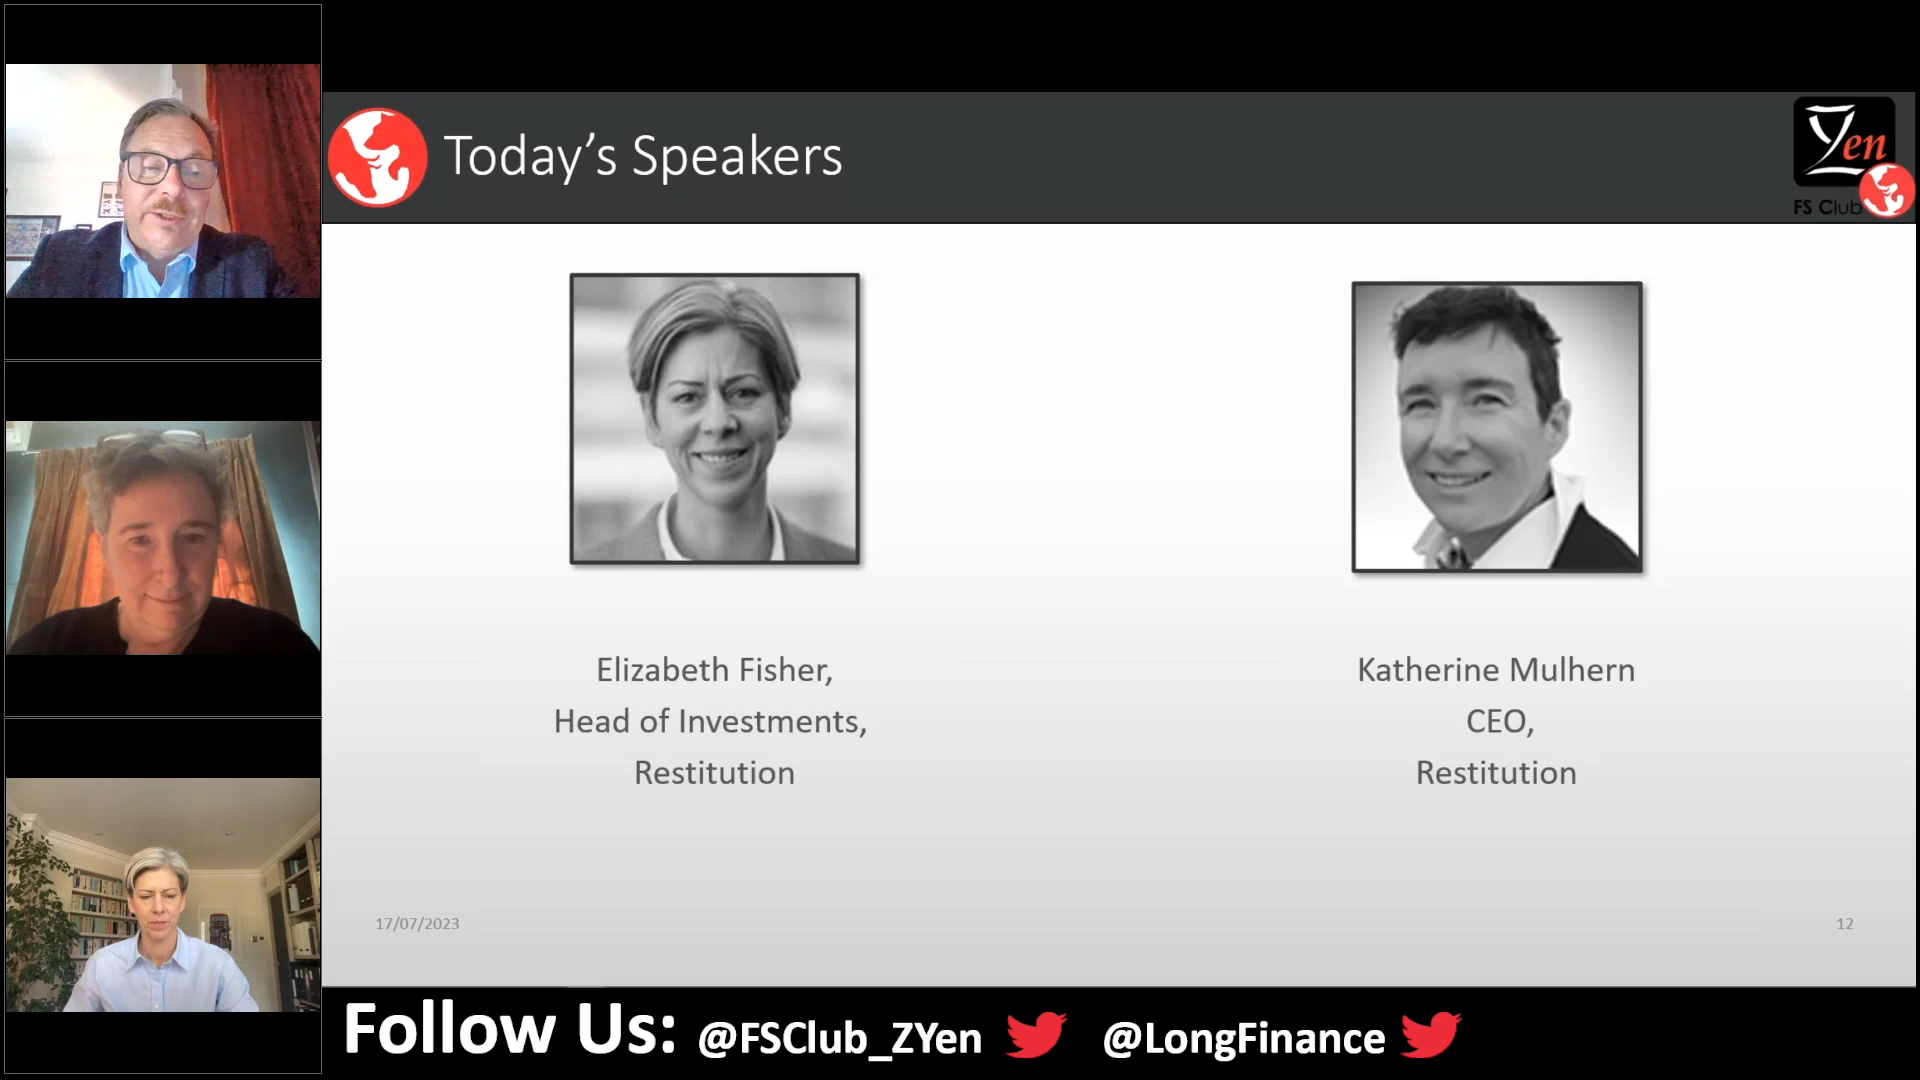 Today's Speakers
Yen
FS Club
Elizabeth Fisher,
Head of Investments,
Restitution
Katherine Mulhern
CEO,
Restitution
17/07/2023
12
Follow Us: @FSClub_ZYen @LongFinance